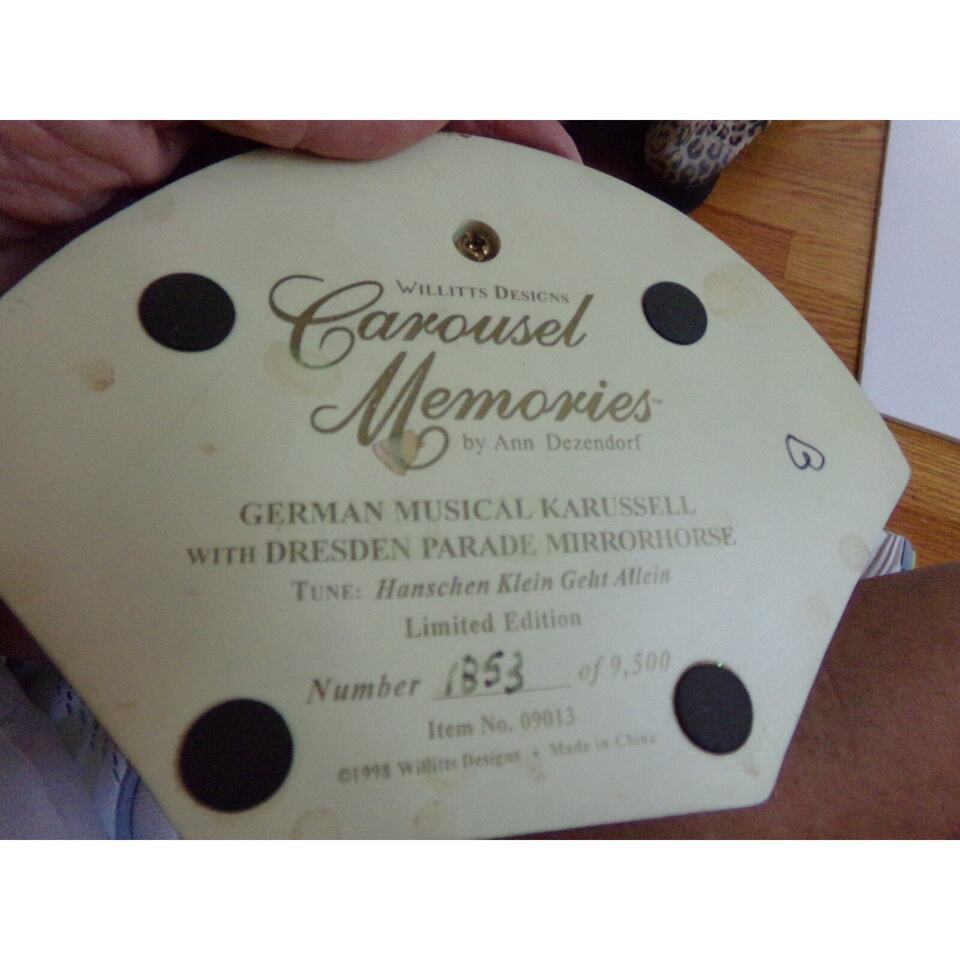 WILLITTS DESIGNS
Carousel
Memories™
by Ann Dezendorf
GERMAN MUSICAL KARUSSELL
WITH DRESDEN PARADE MIRRORHORSE
TUNE: Hanschen Klein Geht Allein
Limited Edition
Number 1853 of 9,500
Item No. 09013
©1998 Willitts Designs • Made in China